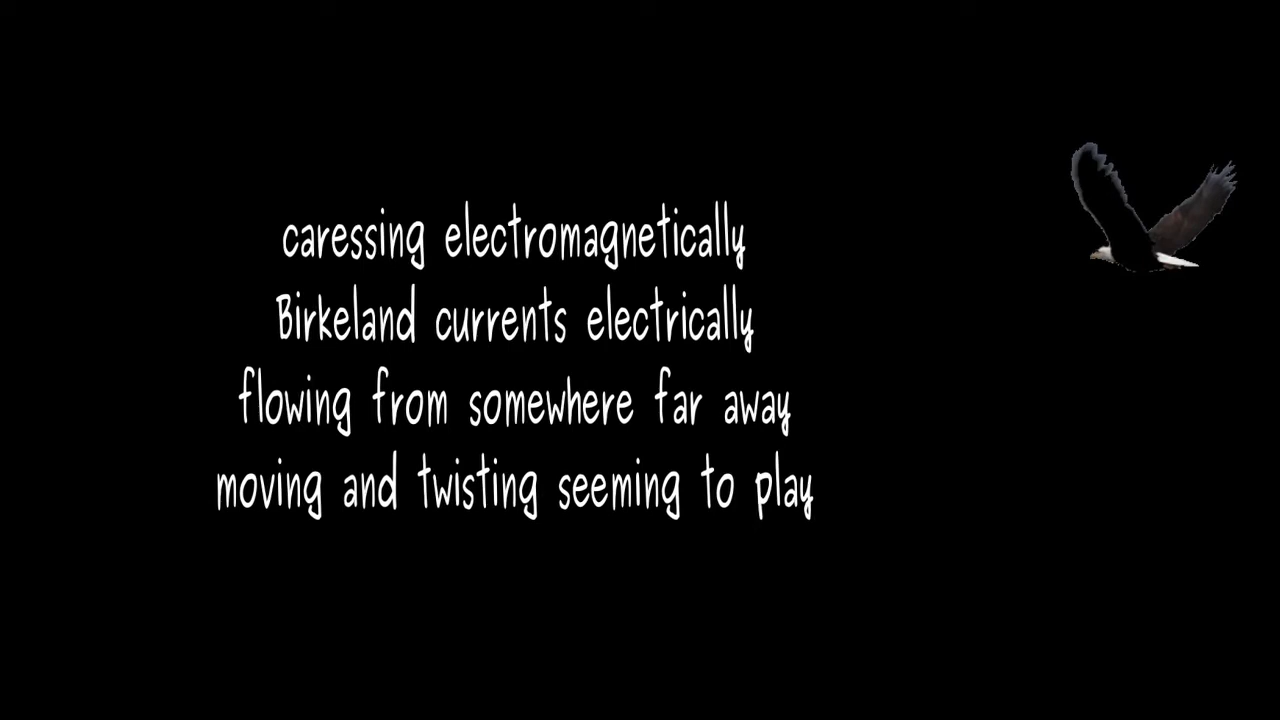 caressing electromagnetically
Birkeland currents electrically
flowing from somewhere far away
moving and twisting seeming to play